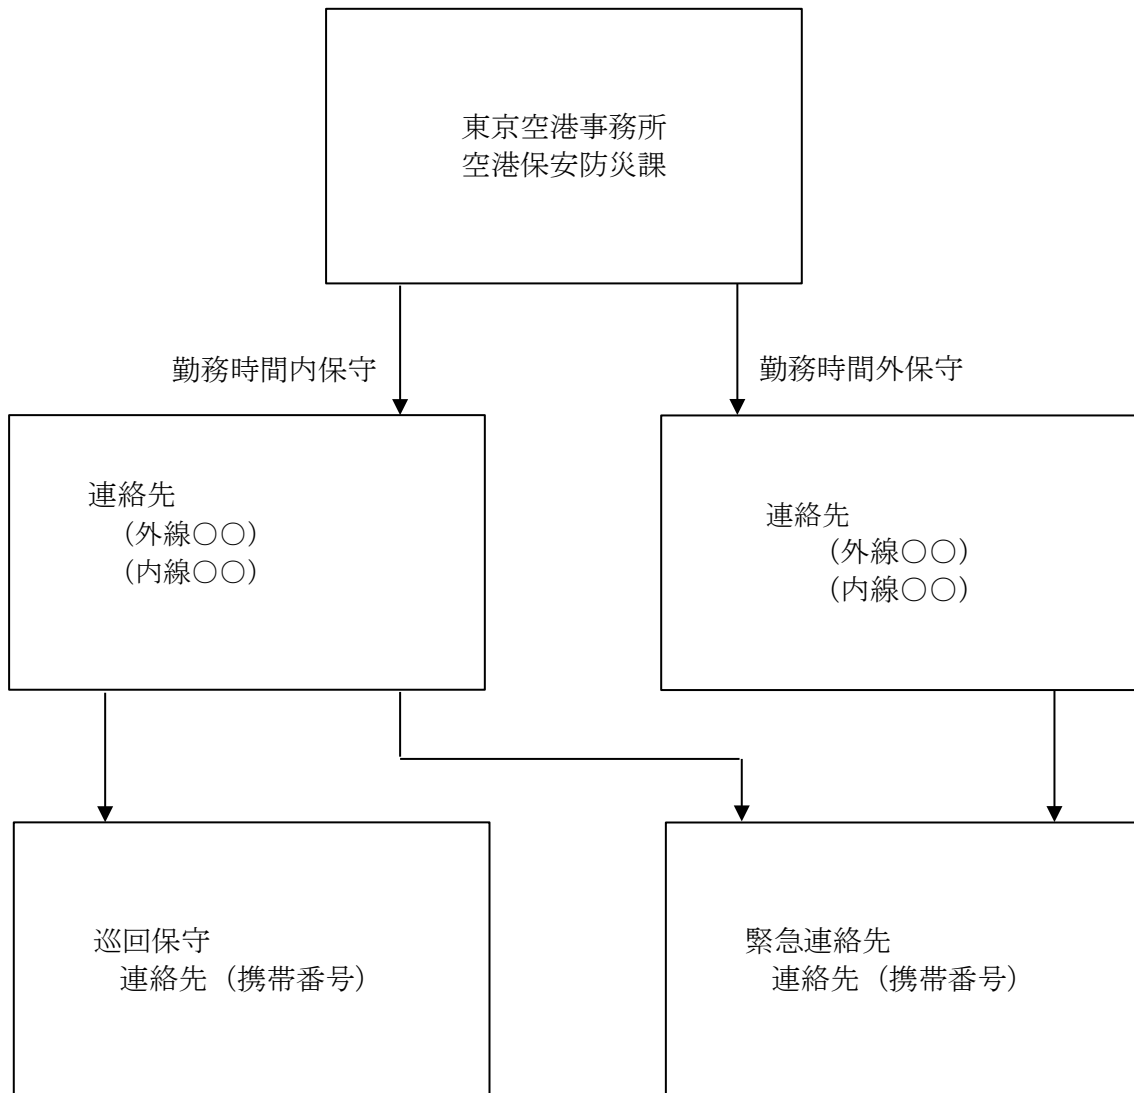 東京空港事務所
空港保安防災課
勤務時間内保守
勤務時間外保守
連絡先
（外線○○）
（内線○○）
連絡先
（外線○○）
（内線○○）
巡回保守
連絡先（携帯番号）
緊急連絡先
連絡先（携帯番号）